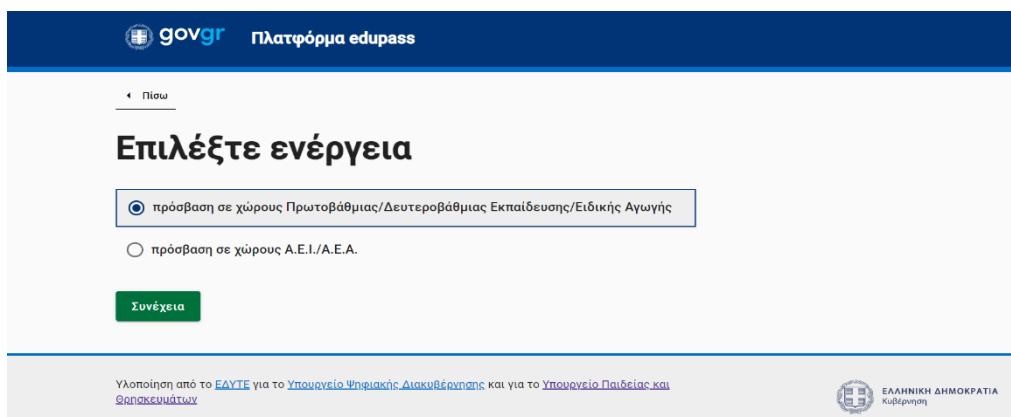 govgr Πλατφόρμα edupass
Πίσω
Επιλέξτε ενέργεια
πρόσβαση σε χώρους Πρωτοβάθμιας/Δευτεροβάθμιας Εκπαίδευσης/Ειδικής Αγωγής
πρόσβαση σε χώρους Α.Ε.Ι./Α.Ε.Α.
Συνέχεια
Υλοποίηση από το ΕΔΥΤΕ για το Υπουργείο Ψηφιακής Διακυβέρνησης και για το Υπουργείο Παιδείας και
Θρησκευμάτων
ΕΛΛΗΝΙΚΗ ΔΗΜΟΚΡΑΤΙΑ
Κυβέρνηση